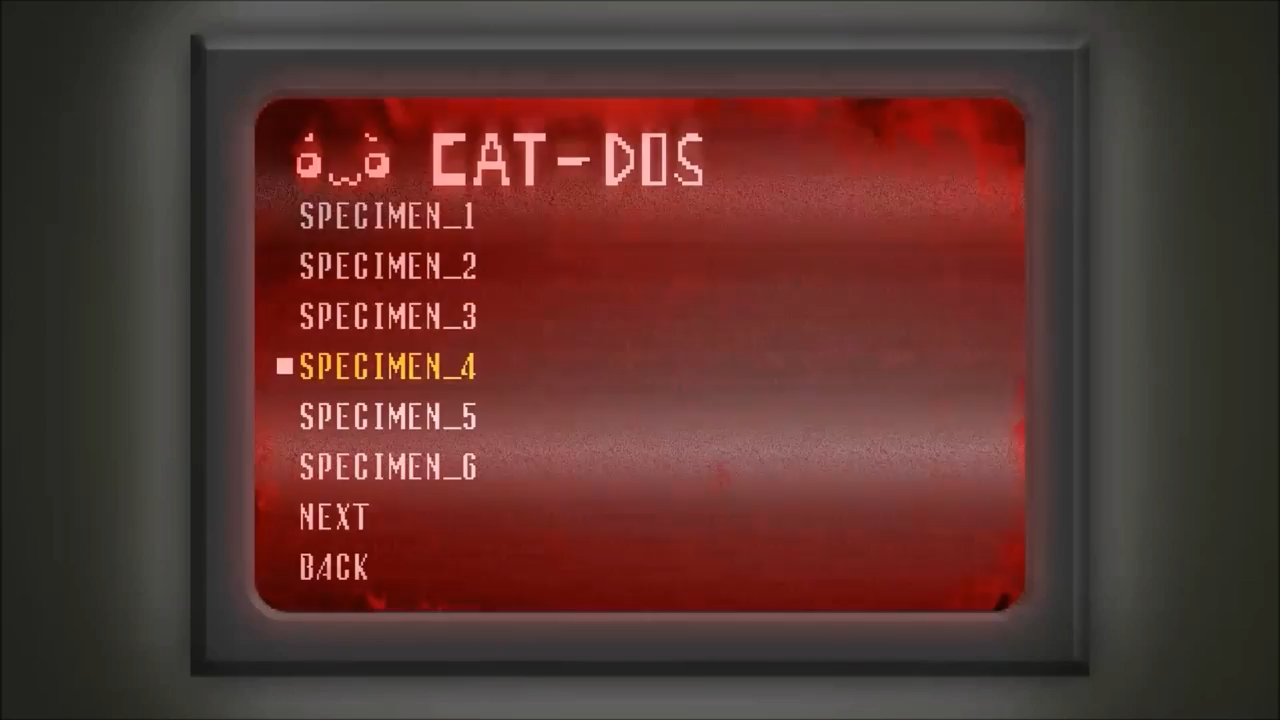 CAT-DOS
SPECIMEN_1
SPECIMEN_2
SPECIMEN_3
SPECIMEN_4
SPECIMEN_5
SPECIMEN_6
NEXT
BACK